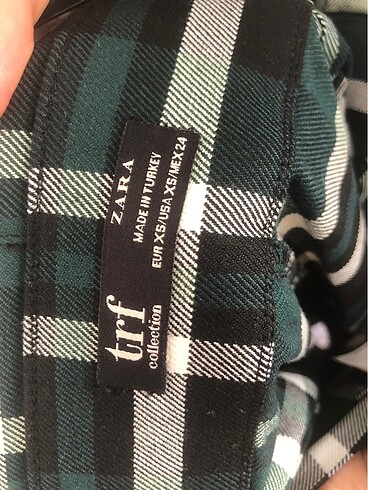 ZARA
MADE IN TURKEY
EUR XS/USA XS/MEX 24
trf
collection